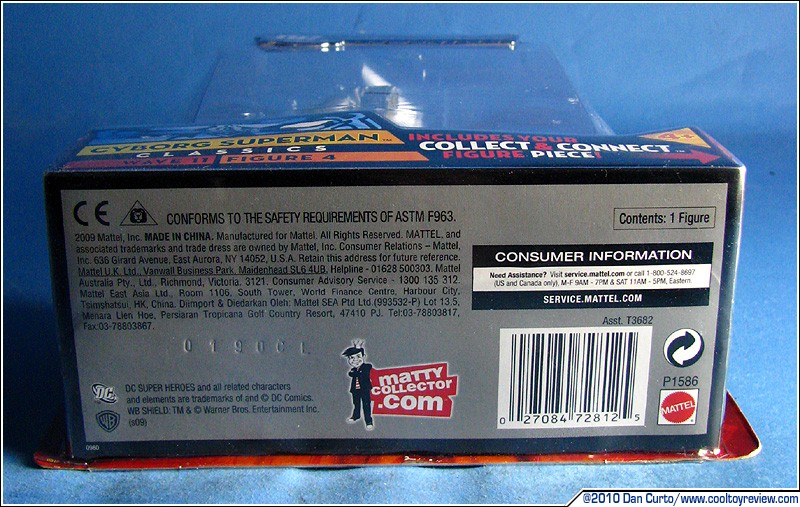 CYBORG SUPERMAN™
CLASSICS
WAVE 11 FIGURE 4
INCLUDES YOUR
COLLECT & CONNECT™
FIGURE PIECE!
4+
CE CONFORMS TO THE SAFETY REQUIREMENTS OF ASTM F963.
2009 Mattel, Inc. MADE IN CHINA. Manufactured for Mattel. All Rights Reserved. MATTEL, and
associated trademarks and trade dress are owned by Mattel, Inc. Consumer Relations – Mattel,
Inc. 636 Girard Avenue, East Aurora, NY 14052, U.S.A. Retain this address for future reference.
Mattel U.K. Ltd., Vanwall Business Park, Maidenhead SL6 4UB. Helpline - 01628 500303. Mattel
Australia Pty., Ltd., Richmond, Victoria. 3121. Consumer Advisory Service - 1300 135 312.
Mattel East Asia Ltd., Room 1106, South Tower, World Finance Centre, Harbour City,
Tsimshatsui, HK, China. Diimport & Diedarkan Oleh: Mattel SEA Ptd Ltd.(993532-P) Lot 13.5,
Menara Lien Hoe, Persiaran Tropicana Golf Country Resort, 47410 PJ. Tel:03-78803817,
Fax:03-78803867.
Contents: 1 Figure
CONSUMER INFORMATION
Need Assistance? Visit service.mattel.com or call 1-800-524-8697
(US and Canada only), M-F 9AM - 7PM & SAT 11AM - 5PM, Eastern.
SERVICE.MATTEL.COM
Asst. T3682
0190CL
DC
DC SUPER HEROES and all related characters
and elements are trademarks of and © DC Comics.
WB SHIELD: TM & © Warner Bros. Entertainment Inc.
(s09)
WB
matty
COLLECTOR
.com
0 27084 72812 5
P1586
MATTEL
0980
©2010 Dan Curto/www.cooltoyreview.com